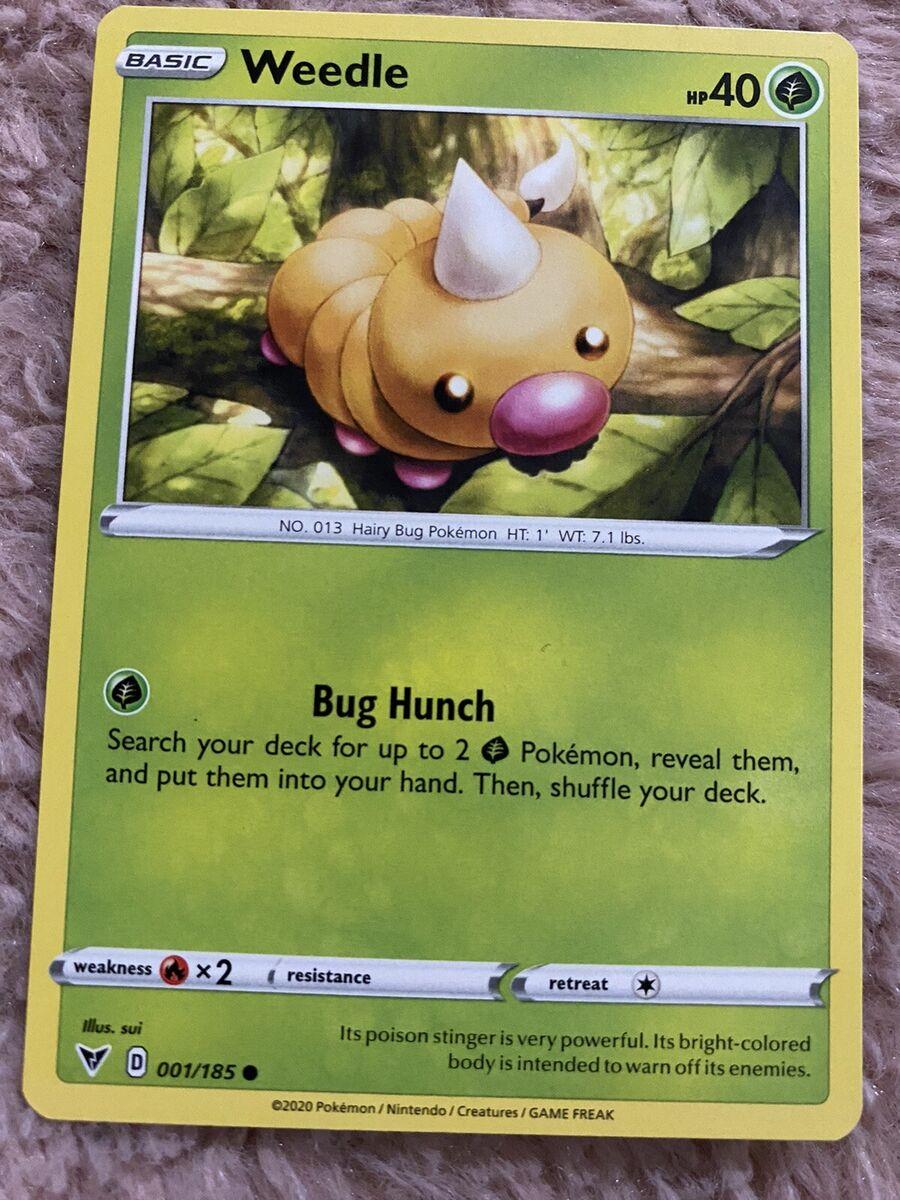 BASIC Weedle HP40
NO. 013 Hairy Bug Pokémon HT: 1' WT: 7.1 lbs.
Bug Hunch
Search your deck for up to 2 Pokémon, reveal them,
and put them into your hand. Then, shuffle your deck.
weakness ×2 resistance retreat
Illus. sui
Its poison stinger is very powerful. Its bright-colored
body is intended to warn off its enemies.
D 001/185 ●
©2020 Pokémon / Nintendo / Creatures / GAME FREAK